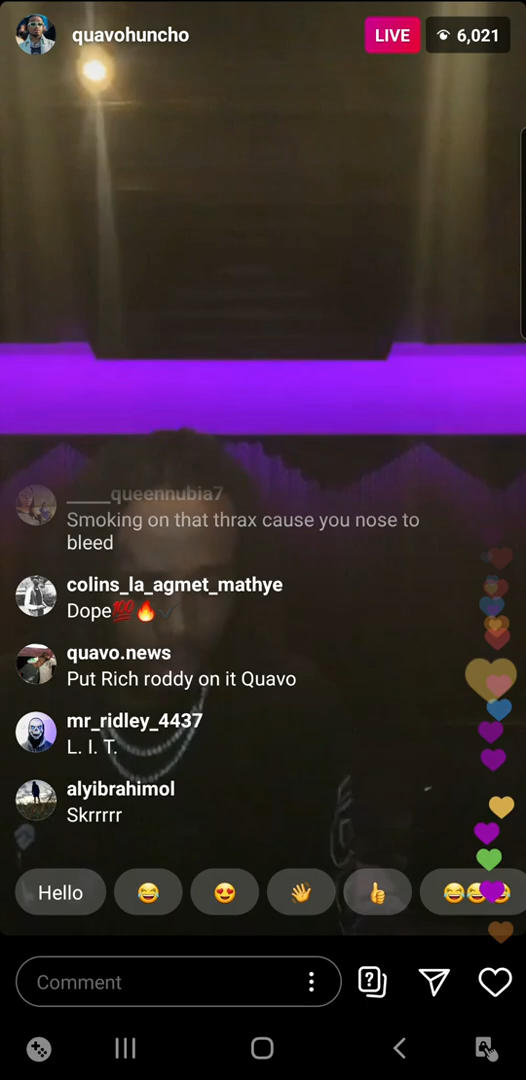 quavohuncho LIVE 6,021
____queennubia7
Smoking on that thrax cause you nose to
bleed
colins_la_agmet_mathye
Dope💯🔥✔️
quavo.news
Put Rich roddy on it Quavo
mr_ridley_4437
L. I. T.
alyibrahimol
Skrrrrr
Hello 😂 😍 👋 👍 😂😂😂
Comment